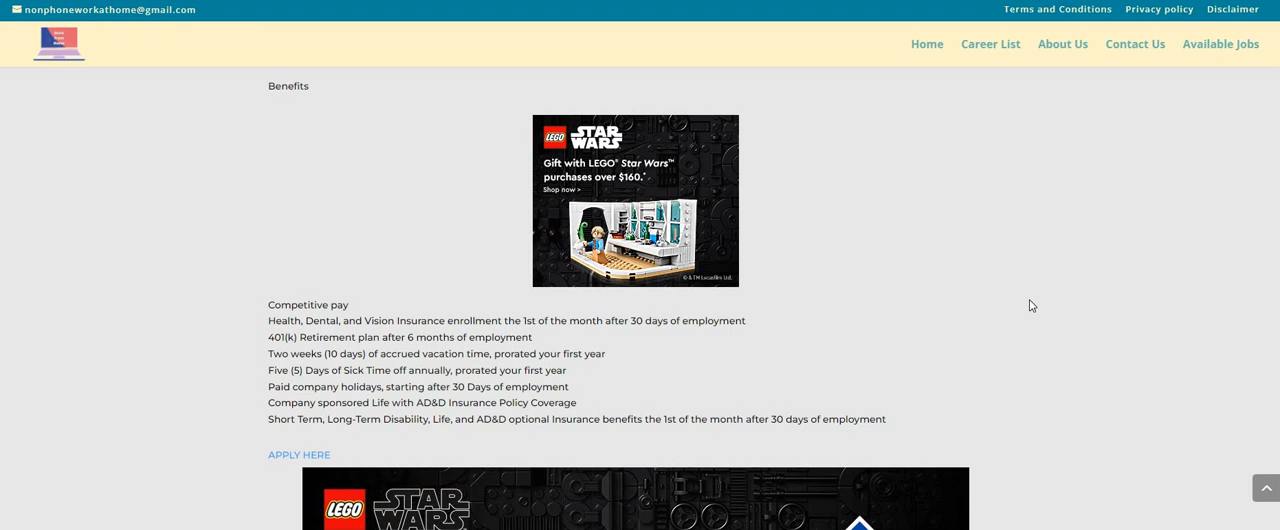 nonphoneworkathome@gmail.com
Terms and Conditions Privacy policy Disclaimer
Work
From
Home
Home Career List About Us Contact Us Available Jobs
Benefits
LEGO STAR WARS
Gift with LEGO® Star Wars™
purchases over $160.*
Shop now >
© & TM Lucasfilm Ltd.
Competitive pay
Health, Dental, and Vision Insurance enrollment the 1st of the month after 30 days of employment
401(k) Retirement plan after 6 months of employment
Two weeks (10 days) of accrued vacation time, prorated your first year
Five (5) Days of Sick Time off annually, prorated your first year
Paid company holidays, starting after 30 Days of employment
Company sponsored Life with AD&D Insurance Policy Coverage
Short Term, Long-Term Disability, Life, and AD&D optional Insurance benefits the 1st of the month after 30 days of employment
APPLY HERE
LEGO STAR WARS